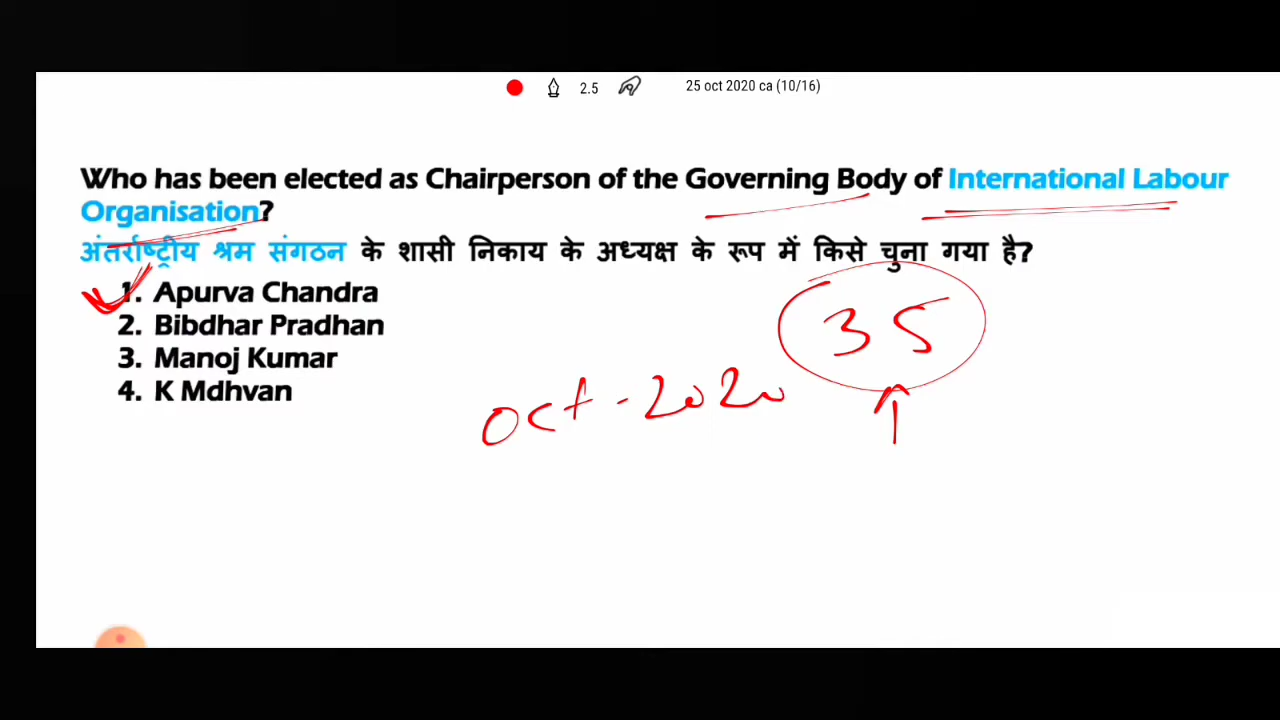 2.5 25 oct 2020 ca (10/16)
Who has been elected as Chairperson of the Governing Body of International Labour
Organisation?
अंतर्राष्ट्रीय श्रम संगठन के शासी निकाय के अध्यक्ष के रूप में किसे चुना गया है?
1. Apurva Chandra
2. Bibdhar Pradhan
3. Manoj Kumar
4. K Mdhvan
35
oct - 2020